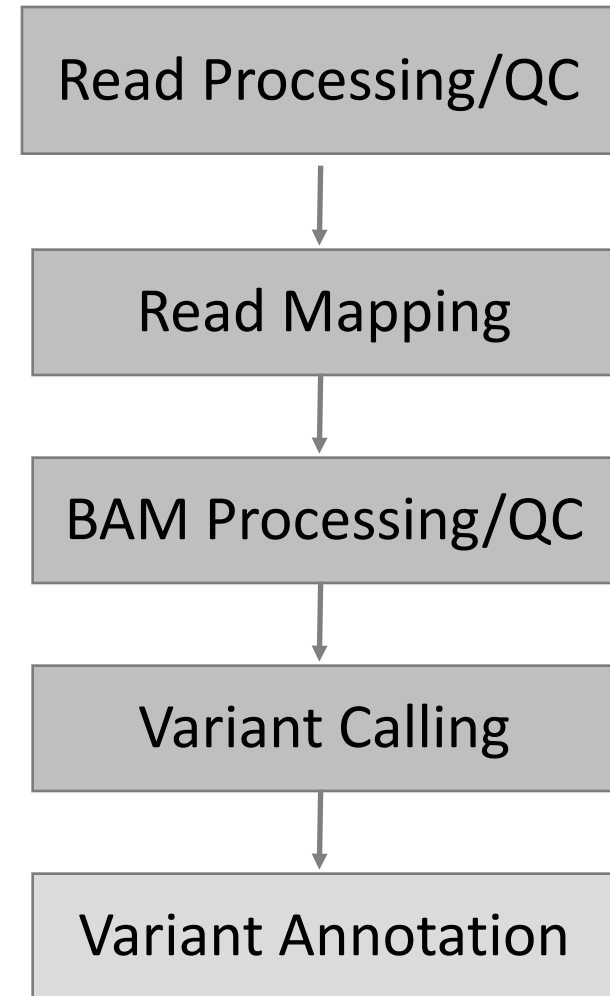 Read Processing/QC
Read Mapping
BAM Processing/QC
Variant Calling
Variant Annotation